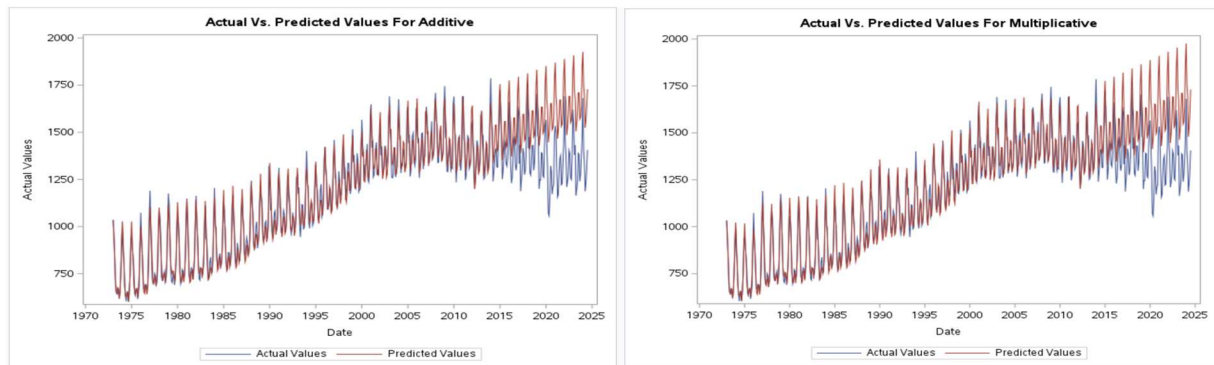 Actual Vs. Predicted Values For Additive
2000
1750
1500
1250
1000
750
Actual Values
1970 1975 1980 1985 1990 1995 2000 2005 2010 2015 2020 2025
Date
Actual Values Predicted Values
Actual Vs. Predicted Values For Multiplicative
2000
1750
1500
1250
1000
750
Actual Values
1970 1975 1980 1985 1990 1995 2000 2005 2010 2015 2020 2025
Date
Actual Values Predicted Values